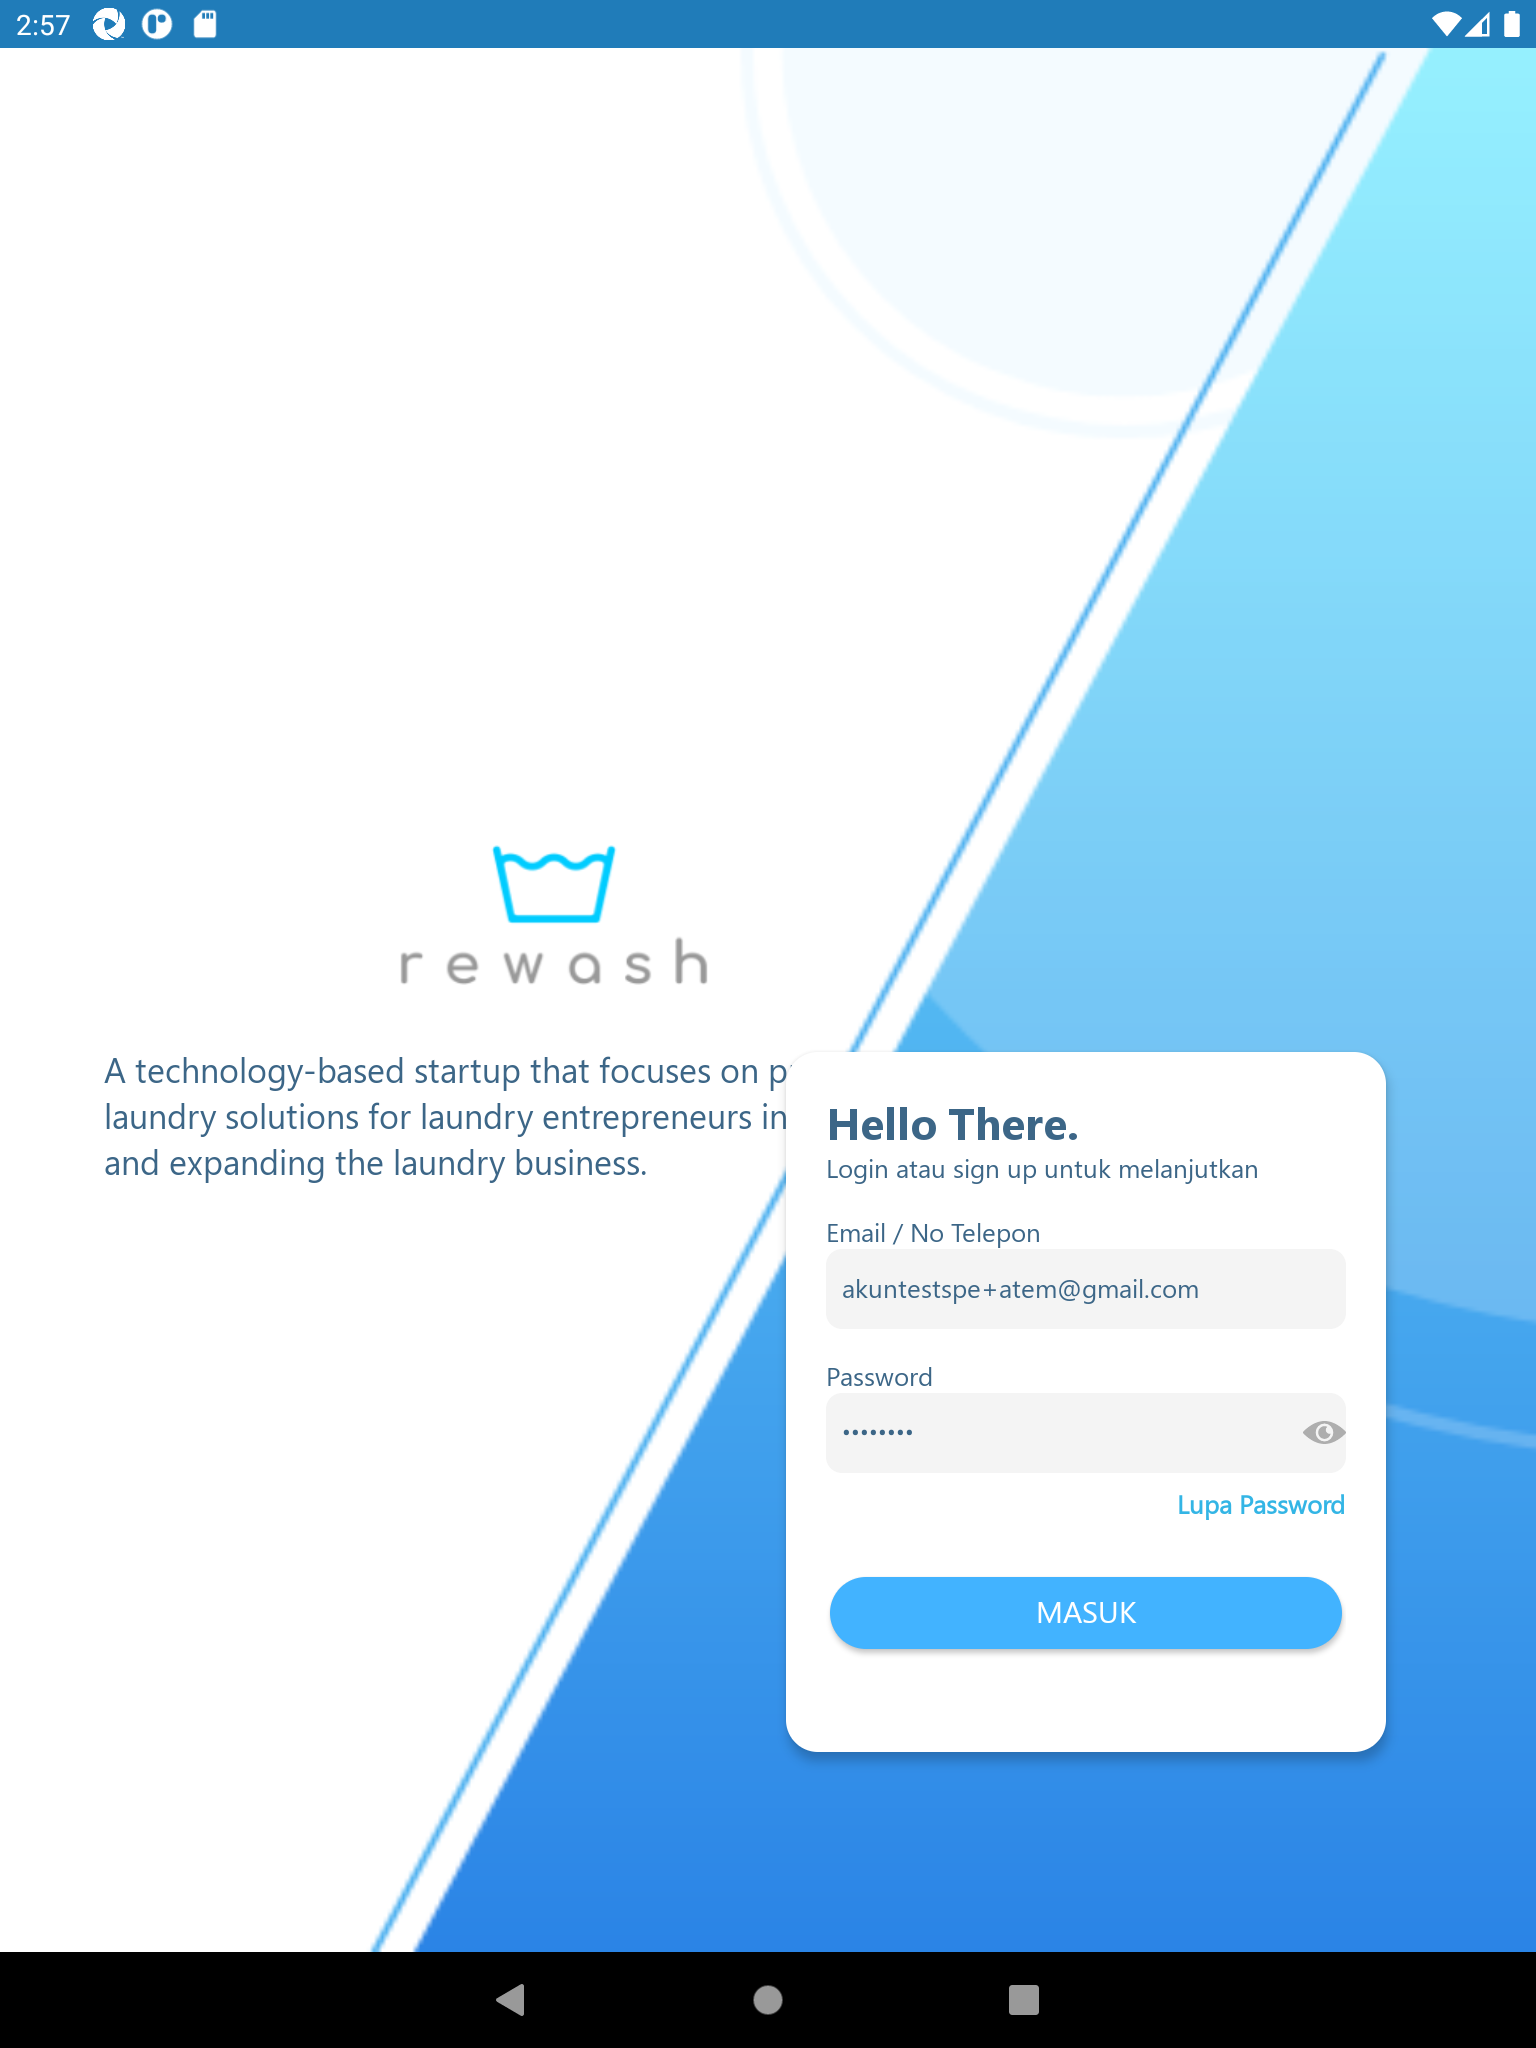 2:57
rewash
A technology-based startup that focuses on
laundry solutions for laundry entrepreneurs in
and expanding the laundry business.
Hello There.
Login atau sign up untuk melanjutkan
Email / No Telepon
akuntestspe+atem@gmail.com
Password
••••••••
Lupa Password
MASUK